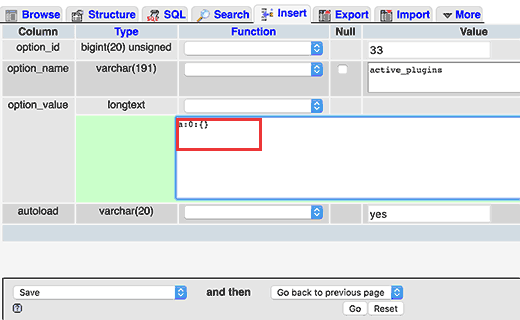 Browse Structure SQL Search Insert Export Import More
Column Type Function Null Value
option_id bigint(20) unsigned 33
option_name varchar(191) active_plugins
option_value longtext
a:0:{}
autoload varchar(20) yes
Save and then Go back to previous page
Go Reset